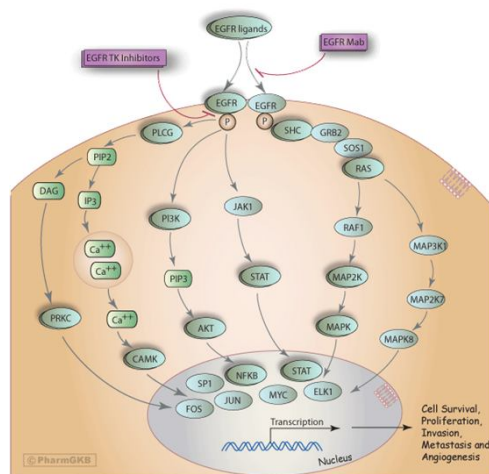 EGFR ligands
EGFR Mab
EGFR TK Inhibitors
EGFR
EGFR
P
P
SHC
GRB2
SOS1
RAS
PLCG
PIP2
DAG
IP3
Ca++
Ca++
Ca++
PRKC
CAMK
PI3K
PIP3
AKT
JAK1
STAT
RAF1
MAP2K
MAPK
MAP3K1
MAP2K7
MAPK8
SP1
NFKB
STAT
FOS
JUN
MYC
ELK1
Transcription
Nucleus
Cell Survival,
Proliferation,
Invasion,
Metastasis and
Angiogenesis
©PharmGKB